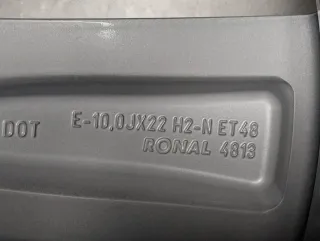 DOT E-10,0JX22 H2-N ET48
RONAL 4813